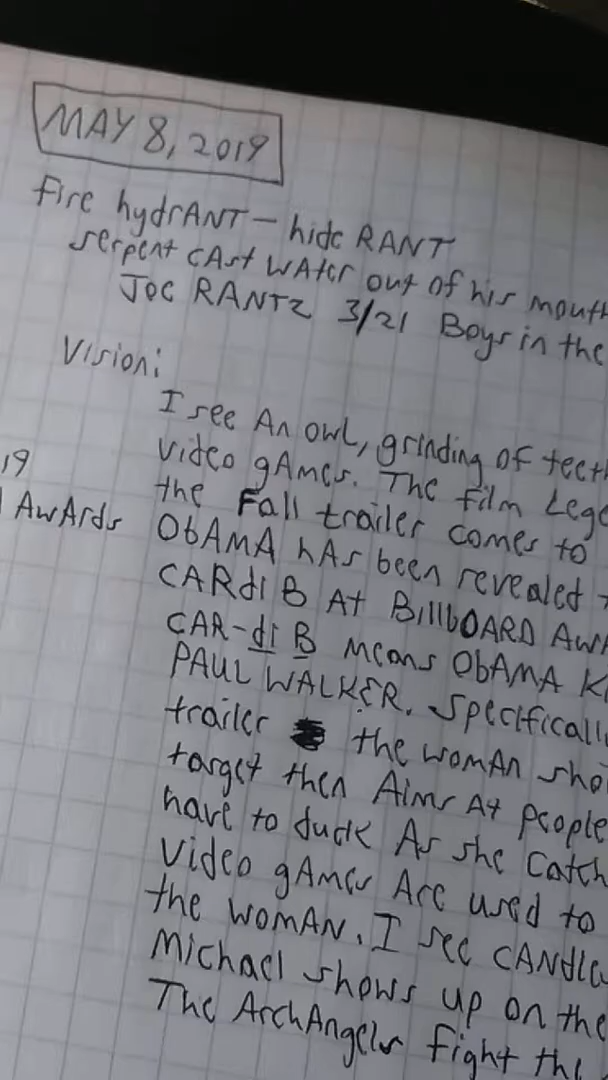 MAY 8, 2019
Fire hydrANT - hide RANT
serpent cAst WAter out of his mouth
Joe RANTZ 3/21 Boys in the
Vision:
I see An owl, grinding of teeth
19
video gAmes. The film Lege
l AwArds
the Fall trailer comes to
ObAMA hAs been revealed t
CARdi B At BillbOARD AwA
CAR-di B means ObAMA K
PAUL WALKER. Specifically
trailer the womAn shoo
target then Aims At people
have to duck As she catch
Video gAmes Are used to
the womAN. I see cANdle
Michael shows up on the
The ArchAngels fight the